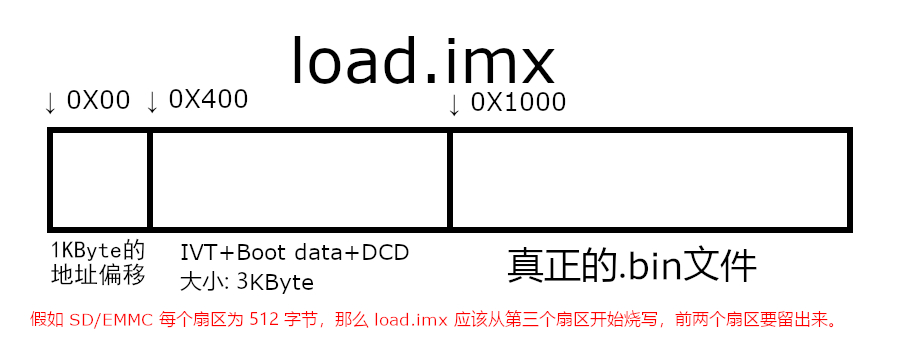 load.imx
↓ 0X00 ↓ 0X400 ↓ 0X1000
1KByte的
地址偏移
IVT+Boot data+DCD
大小: 3KByte
真正的.bin文件
假如 SD/EMMC 每个扇区为 512 字节，那么 load.imx 应该从第三个扇区开始烧写，前两个扇区要留出来。